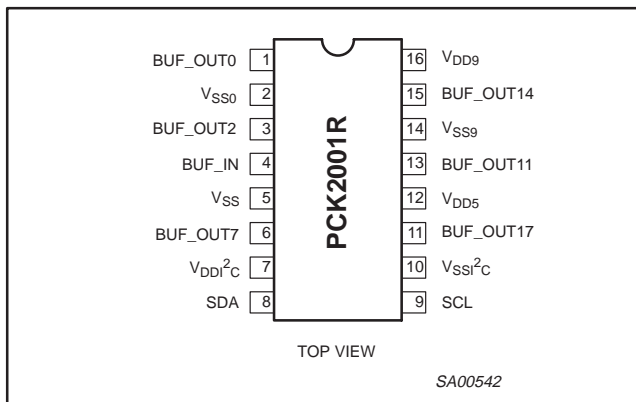 BUF_OUT0 1 16 VDD9
VSS0 2 15 BUF_OUT14
BUF_OUT2 3 14 VSS9
BUF_IN 4 13 BUF_OUT11
VSS 5 12 VDD5
BUF_OUT7 6 11 BUF_OUT17
VDDI²C 7 10 VSSI²C
SDA 8 9 SCL
PCK2001R
TOP VIEW
SA00542